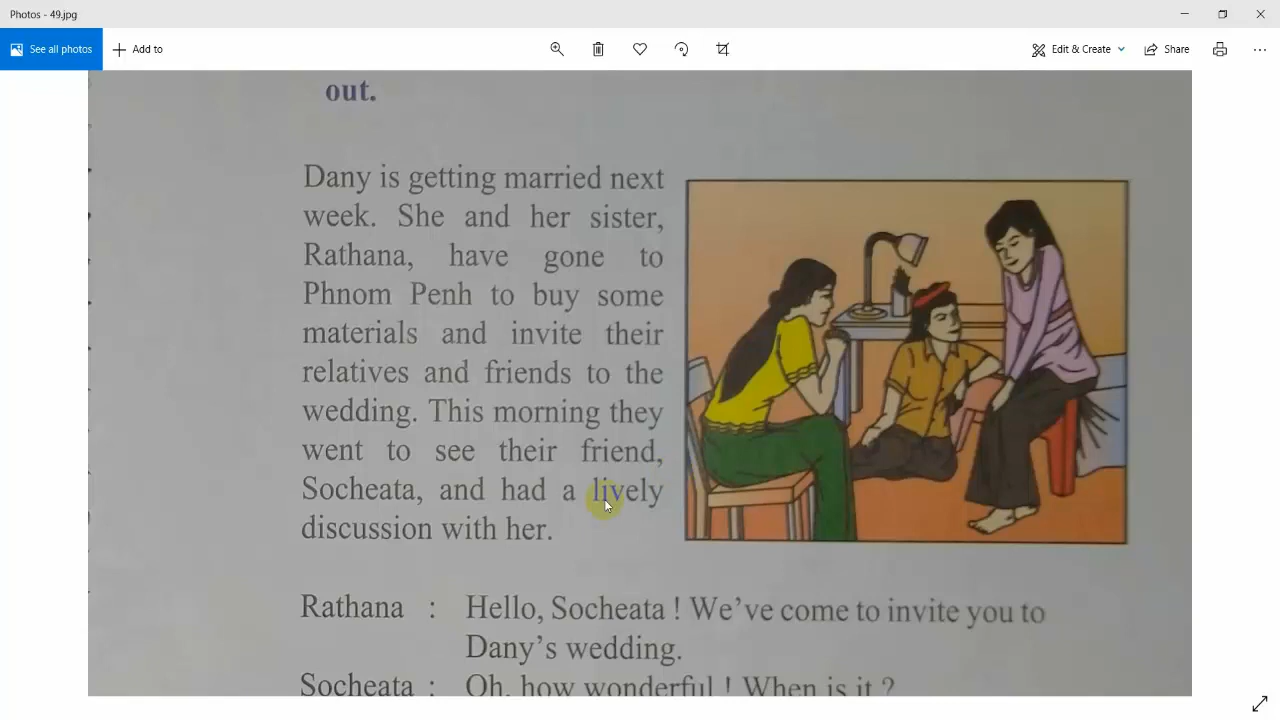 Photos - 49.jpg
See all photos
Add to
Edit & Create
Share
out.
Dany is getting married next
week. She and her sister,
Rathana, have gone to
Phnom Penh to buy some
materials and invite their
relatives and friends to the
wedding. This morning they
went to see their friend,
Socheata, and had a lively
discussion with her.
Rathana : Hello, Socheata ! We've come to invite you to
Dany's wedding.
Socheata : Oh, how wonderful ! When is it ?